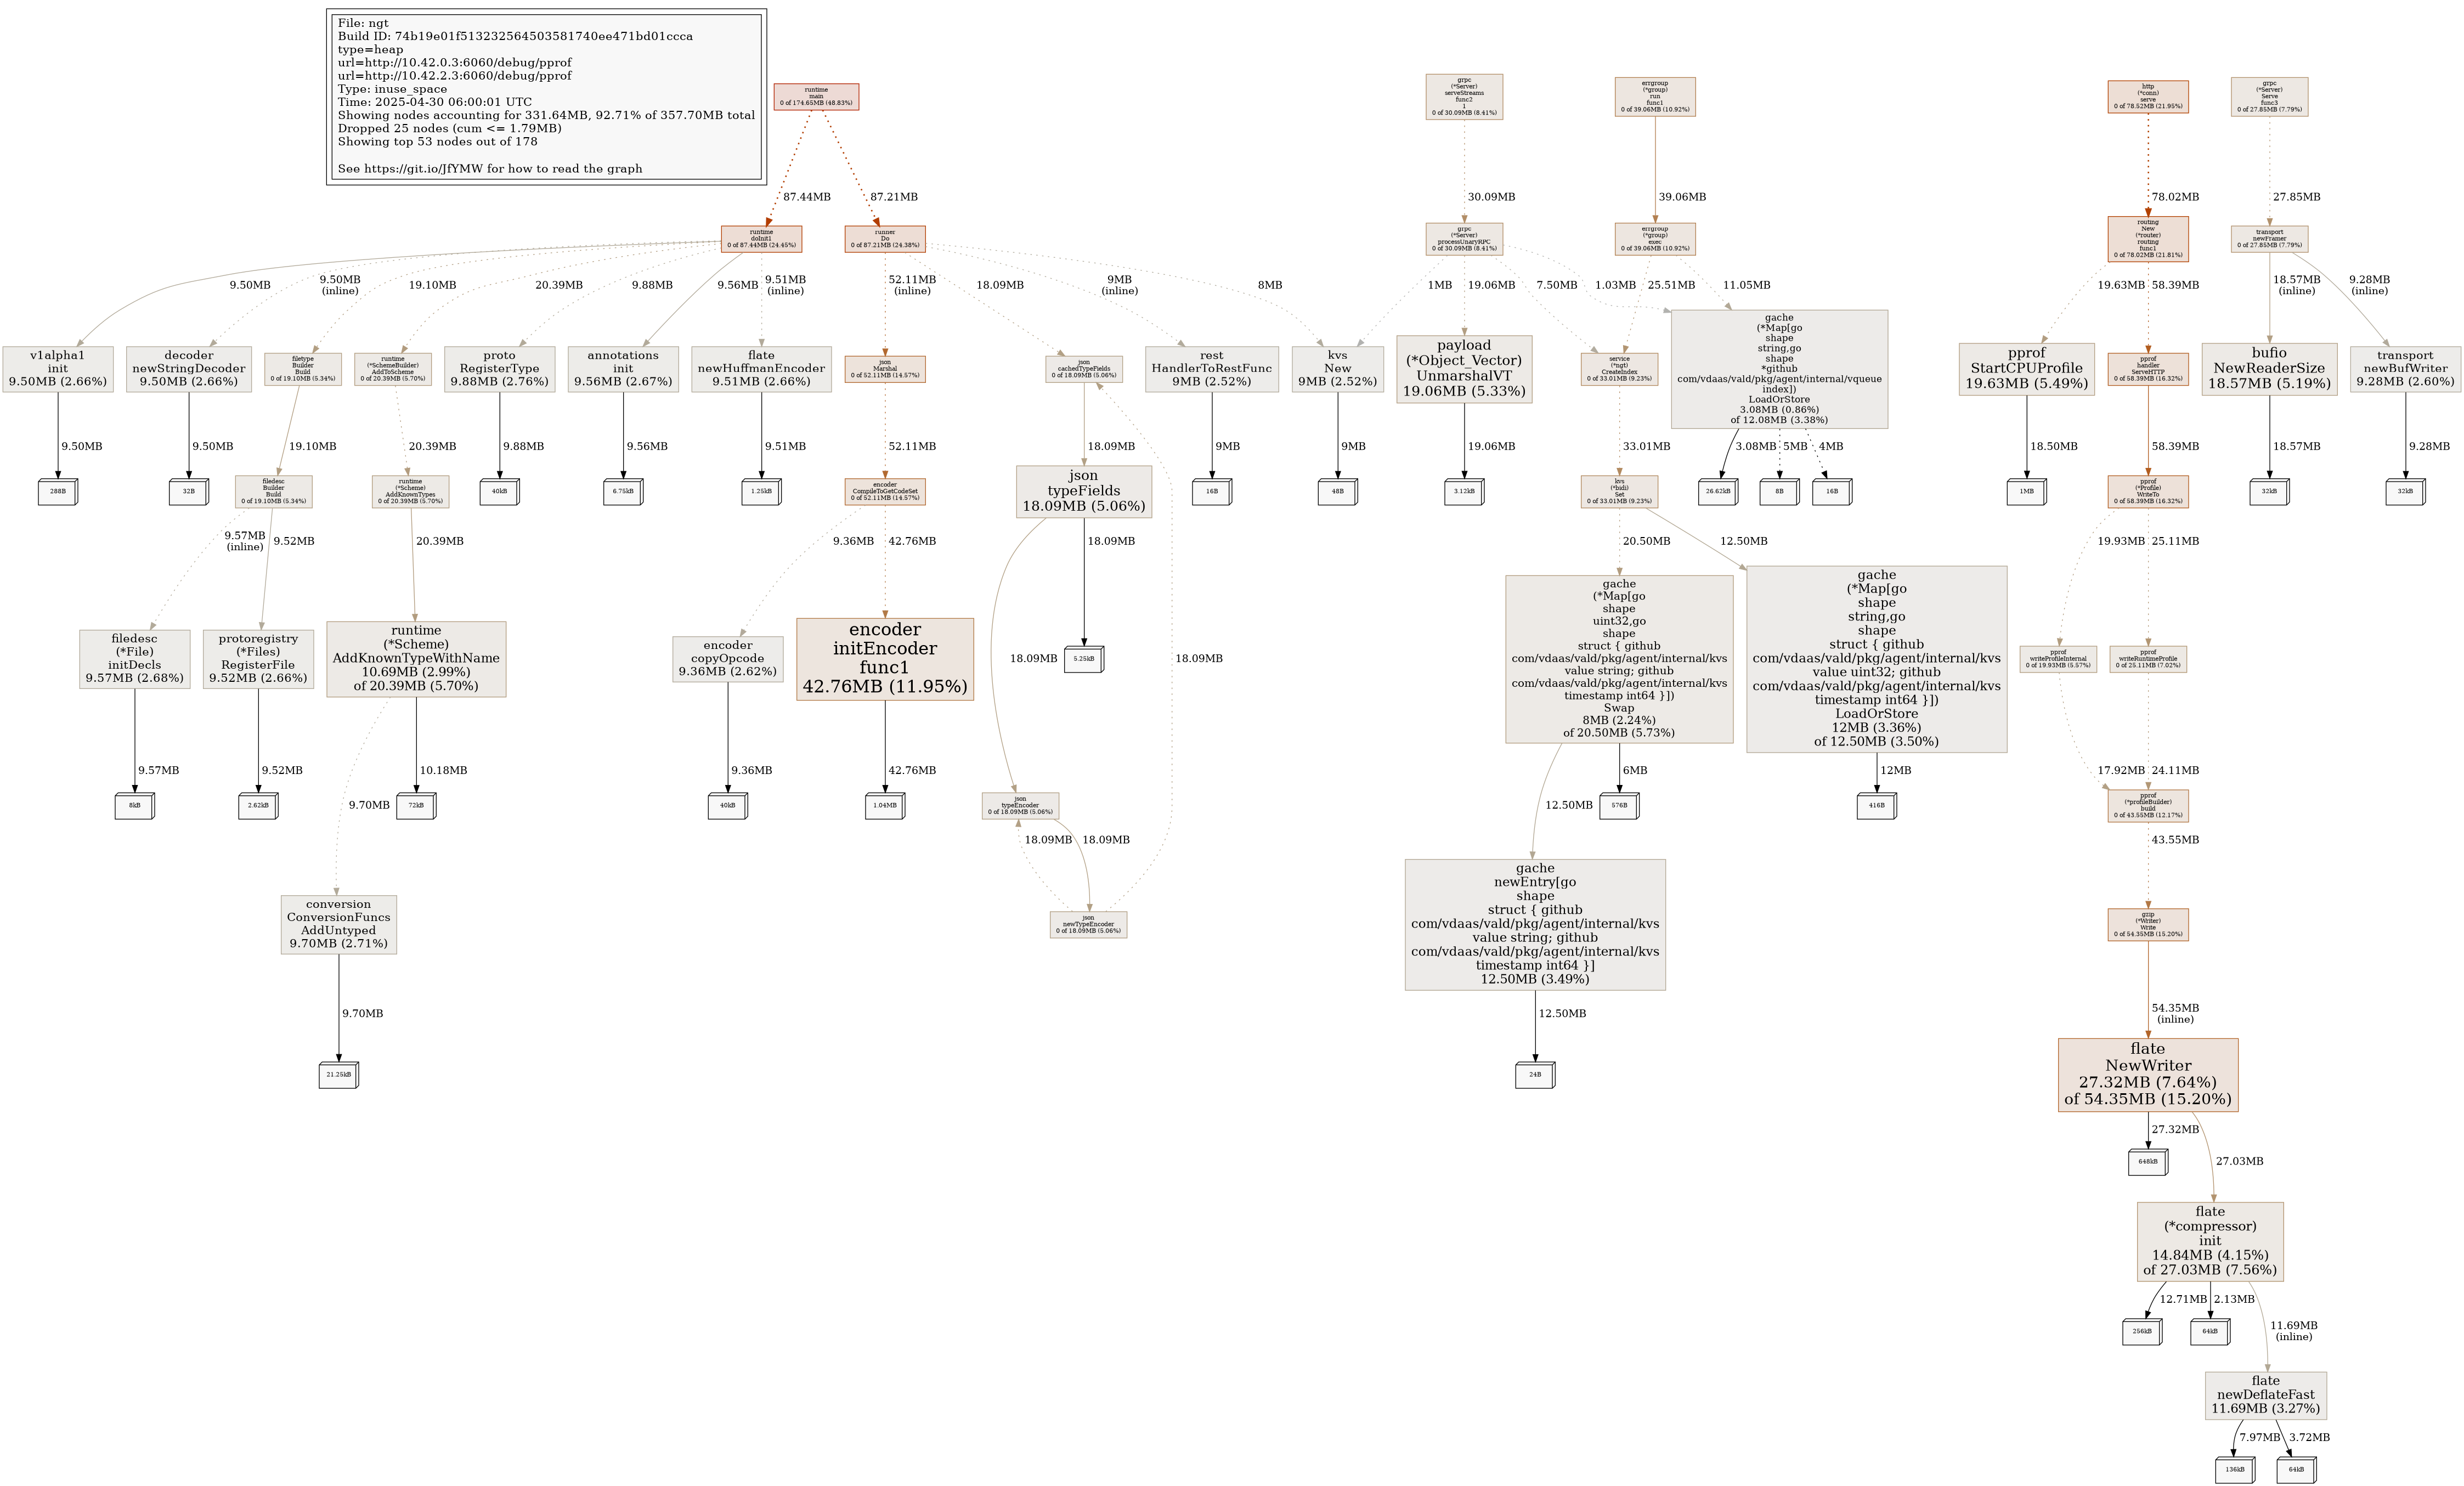 File: ngt
Build ID: 74b19e01f513232564503581740ee471bd01ccca
type=heap
url=http://10.42.0.3:6060/debug/pprof
url=http://10.42.2.3:6060/debug/pprof
Type: inuse_space
Time: 2025-04-30 06:00:01 UTC
Showing nodes accounting for 331.64MB, 92.71% of 357.70MB total
Dropped 25 nodes (cum <= 1.79MB)
Showing top 53 nodes out of 178
See https://git.io/JfYMW for how to read the graph
runtime
main
0 of 174.65MB (48.83%)
grpc
(*Server)
serveStreams
func2
1
0 of 30.09MB (8.41%)
errgroup
(*group)
run
func1
0 of 39.06MB (10.92%)
http
(*conn)
serve
0 of 78.52MB (21.95%)
grpc
(*Server)
Serve
func3
0 of 27.85MB (7.79%)
87.44MB
87.21MB
30.09MB
39.06MB
78.02MB
27.85MB
runtime
doInit1
0 of 87.44MB (24.45%)
runner
Do
0 of 87.21MB (24.38%)
grpc
(*Server)
processUnaryRPC
0 of 30.09MB (8.41%)
errgroup
(*group)
exec
0 of 39.06MB (10.92%)
routing
New
(*router)
routing
func1
0 of 78.02MB (21.81%)
transport
newFramer
0 of 27.85MB (7.79%)
9.50MB
9.50MB
(inline)
19.10MB
20.39MB
9.88MB
9.56MB
9.51MB
(inline)
52.11MB
(inline)
18.09MB
9MB
(inline)
8MB
1MB
19.06MB
7.50MB
1.03MB
25.51MB
11.05MB
19.63MB
58.39MB
18.57MB
(inline)
9.28MB
(inline)
v1alpha1
init
9.50MB (2.66%)
decoder
newStringDecoder
9.50MB (2.66%)
filetype
Builder
Build
0 of 19.10MB (5.34%)
runtime
(*SchemeBuilder)
AddToScheme
0 of 20.39MB (5.70%)
proto
RegisterType
9.88MB (2.76%)
annotations
init
9.56MB (2.67%)
flate
newHuffmanEncoder
9.51MB (2.66%)
json
Marshal
0 of 52.11MB (14.57%)
json
cachedTypeFields
0 of 18.09MB (5.06%)
rest
HandlerToRestFunc
9MB (2.52%)
kvs
New
9MB (2.52%)
payload
(*Object_Vector)
UnmarshalVT
19.06MB (5.33%)
service
(*ngt)
CreateIndex
0 of 33.01MB (9.23%)
gache
(*Map[go
shape
string,go
shape
*github
com/vdaas/vald/pkg/agent/internal/vqueue
index])
LoadOrStore
3.08MB (0.86%)
of 12.08MB (3.38%)
pprof
StartCPUProfile
19.63MB (5.49%)
pprof
handler
ServeHTTP
0 of 58.39MB (16.32%)
bufio
NewReaderSize
18.57MB (5.19%)
transport
newBufWriter
9.28MB (2.60%)
9.50MB
9.50MB
19.10MB
20.39MB
9.88MB
9.56MB
9.51MB
52.11MB
18.09MB
9MB
9MB
19.06MB
33.01MB
3.08MB
5MB
4MB
18.50MB
58.39MB
18.57MB
9.28MB
288B
32B
filedesc
Builder
Build
0 of 19.10MB (5.34%)
runtime
(*Scheme)
AddKnownTypes
0 of 20.39MB (5.70%)
40kB
6.75kB
1.25kB
encoder
CompileToGetCodeSet
0 of 52.11MB (14.57%)
json
typeFields
18.09MB (5.06%)
16B
48B
3.12kB
kvs
(*bidi)
Set
0 of 33.01MB (9.23%)
26.62kB
8B
16B
1MB
pprof
(*Profile)
WriteTo
0 of 58.39MB (16.32%)
32kB
32kB
9.57MB
(inline)
9.52MB
20.39MB
9.36MB
42.76MB
18.09MB
20.50MB
12.50MB
19.93MB
25.11MB
filedesc
(*File)
initDecls
9.57MB (2.68%)
protoregistry
(*Files)
RegisterFile
9.52MB (2.66%)
runtime
(*Scheme)
AddKnownTypeWithName
10.69MB (2.99%)
of 20.39MB (5.70%)
encoder
copyOpcode
9.36MB (2.62%)
encoder
initEncoder
func1
42.76MB (11.95%)
18.09MB
5.25kB
18.09MB
gache
(*Map[go
shape
uint32,go
shape
struct { github
com/vdaas/vald/pkg/agent/internal/kvs
value string; github
com/vdaas/vald/pkg/agent/internal/kvs
timestamp int64 }])
Swap
8MB (2.24%)
of 20.50MB (5.73%)
gache
(*Map[go
shape
string,go
shape
struct { github
com/vdaas/vald/pkg/agent/internal/kvs
value uint32; github
com/vdaas/vald/pkg/agent/internal/kvs
timestamp int64 }])
LoadOrStore
12MB (3.36%)
of 12.50MB (3.50%)
pprof
writeProfileInternal
0 of 19.93MB (5.57%)
pprof
writeRuntimeProfile
0 of 25.11MB (7.02%)
9.57MB
9.52MB
9.70MB
10.18MB
9.36MB
42.76MB
12.50MB
6MB
12MB
17.92MB
24.11MB
8kB
2.62kB
72kB
40kB
1.04MB
json
typeEncoder
0 of 18.09MB (5.06%)
576B
416B
pprof
(*profileBuilder)
build
0 of 43.55MB (12.17%)
18.09MB
18.09MB
43.55MB
conversion
ConversionFuncs
AddUntyped
9.70MB (2.71%)
json
newTypeEncoder
0 of 18.09MB (5.06%)
gache
newEntry[go
shape
struct { github
com/vdaas/vald/pkg/agent/internal/kvs
value string; github
com/vdaas/vald/pkg/agent/internal/kvs
timestamp int64 }]
12.50MB (3.49%)
gzip
(*Writer)
Write
0 of 54.35MB (15.20%)
9.70MB
12.50MB
54.35MB
(inline)
21.25kB
24B
flate
NewWriter
27.32MB (7.64%)
of 54.35MB (15.20%)
27.32MB
27.03MB
648kB
flate
(*compressor)
init
14.84MB (4.15%)
of 27.03MB (7.56%)
12.71MB
2.13MB
11.69MB
(inline)
256kB
64kB
flate
newDeflateFast
11.69MB (3.27%)
7.97MB
3.72MB
136kB
64kB